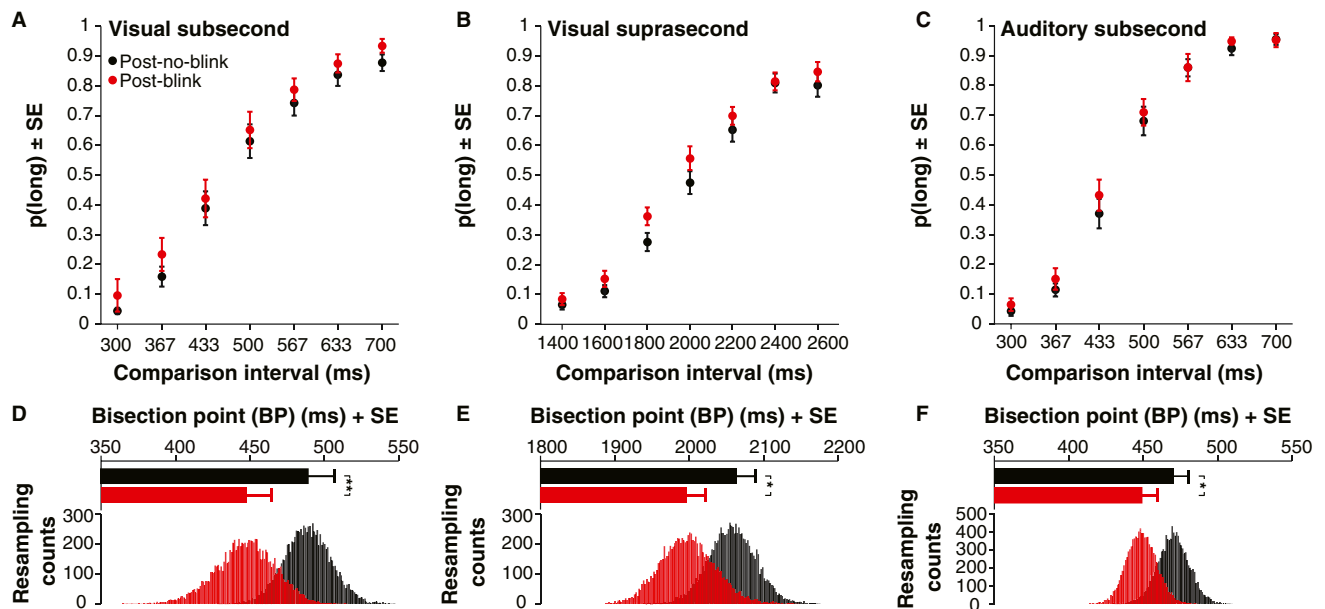 A Visual subsecond
Post-no-blink
Post-blink
p(long) ± SE
1
0.9
0.8
0.7
0.6
0.5
0.4
0.3
0.2
0.1
0
300 367 433 500 567 633 700
Comparison interval (ms)
B Visual suprasecond
p(long) ± SE
1
0.9
0.8
0.7
0.6
0.5
0.4
0.3
0.2
0.1
0
1400 1600 1800 2000 2200 2400 2600
Comparison interval (ms)
C Auditory subsecond
p(long) ± SE
1
0.9
0.8
0.7
0.6
0.5
0.4
0.3
0.2
0.1
0
300 367 433 500 567 633 700
Comparison interval (ms)
D Bisection point (BP) (ms) + SE
350 400 450 500 550
**
Resampling
counts
300
200
100
0
E Bisection point (BP) (ms) + SE
1800 1900 2000 2100 2200
*
Resampling
counts
300
200
100
0
F Bisection point (BP) (ms) + SE
350 400 450 500 550
*
Resampling
counts
500
400
300
200
100
0